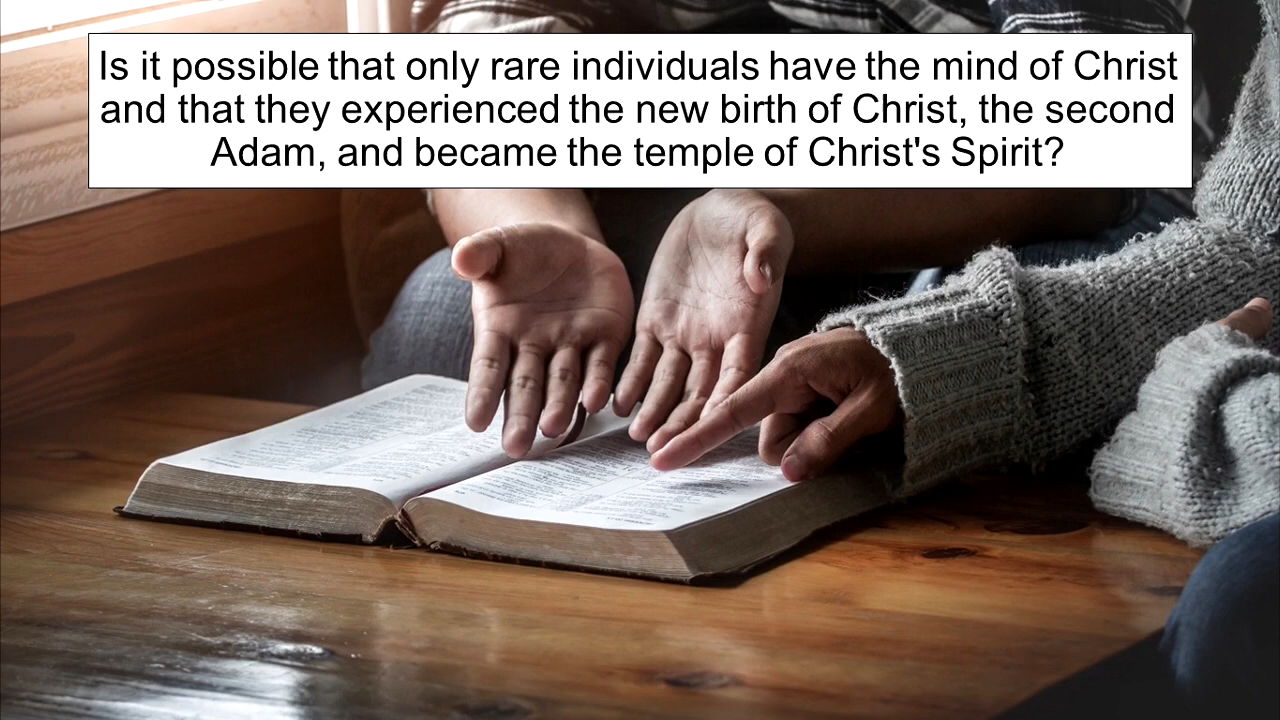 Is it possible that only rare individuals have the mind of Christ
and that they experienced the new birth of Christ, the second
Adam, and became the temple of Christ's Spirit?